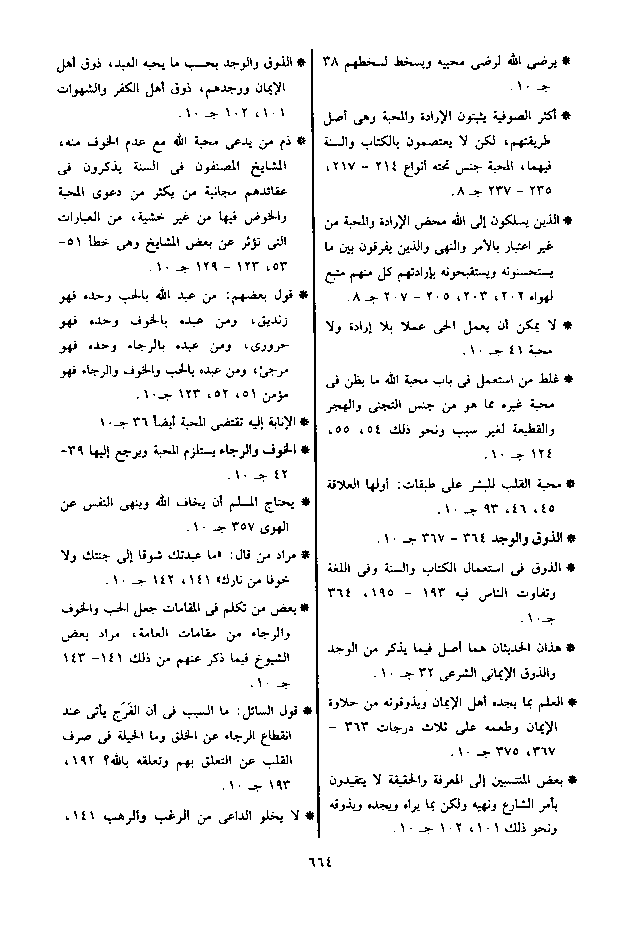 * يرضى الله لرضى محبيه ويسخط لسخطهم ٣٨
جـ ١٠.
* أكثر الصوفية يثبتون الإرادة والمحبة وهى أصل
طريقتهم، لكن لا يعتصمون بالكتاب والسنة
فيهما، المحبة جنس تحته أنواع ٢١٤ - ٢١٧،
٢٣٥ - ٢٣٧ جـ ٨.
* الذين يسلكون إلى الله محض الإرادة والمحبة من
غير اعتبار بالأمر والنهى والذين يفرقون بين ما
يستحسنونه ويستقبحونه بإرادتهم كل منهم متبع
لهواه ٢٠٢، ٢٠٣، ٢٠٥ - ٢٠٧ جـ ٨.
* لا يمكن أن يعمل الحى عملا بلا إرادة ولا
محبة ٤١ جـ ١٠.
* غلط من استعمل فى باب محبة الله ما يظن فى
محبة غيره مما هو من جنس التجنى والهجر
والقطيعة لغير سبب ونحو ذلك ٥٤، ٥٥،
١٢٤ جـ ١٠.
* محبة القلب للبشر على طبقات: أولها العلاقة
٤٥، ٤٦، ٩٣ جـ ١٠.
* الذوق والوجد ٣٦٤ - ٣٦٧ جـ ١٠.
* الذوق فى استعمال الكتاب والسنة وفى اللغة
وتفاوت الناس فيه ١٩٣ - ١٩٥، ٣٦٤
جـ ١٠.
* هذان الحديثان هما أصل فيما يذكر من الوجد
والذوق الإيمانى الشرعى ٣٢ جـ ١٠.
* العلم بما يجده أهل الإيمان ويذوقونه من حلاوة
الإيمان وطعمه على ثلاث درجات ٣٦٣ -
٣٦٧، ٣٧٥ جـ ١٠.
* بعض المنتسبين إلى المعرفة والحقيقة لا يتقيدون
بأمر الشارع ونهيه ولكن بما يراه ويجده ويذوقه
ونحو ذلك ١٠١، ١٠٢ جـ ١٠.
* الذوق والوجد بحسب ما يحبه العبد، ذوق أهل
الإيمان ووجدهم، ذوق أهل الكفر والشهوات
١٠١، ١٠٢ جـ ١٠.
* ذم من يدعى محبة الله مع عدم الخوف منه،
المشايخ المصنفون فى السنة يذكرون فى
عقائدهم مجانبة من يكثر من دعوى المحبة
والخوض فيها من غير خشية، من العبارات
التى تؤثر عن بعض المشايخ وهى خطأ ٥١-
٥٣، ١٢٣ - ١٢٩ جـ ١٠.
* قول بعضهم: من عبد الله بالحب وحده فهو
زنديق، ومن عبده بالخوف وحده فهو
حرورى، ومن عبده بالرجاء وحده فهو
مرجئ، ومن عبده بالحب والخوف والرجاء فهو
مؤمن ٥١، ٥٢، ١٢٣ جـ ١٠.
* الإنابة إليه تقتضى المحبة أيضاً ٣٦ جـ ١٠
* الخوف والرجاء يستلزم المحبة ويرجع إليها ٣٩-
٤٢ جـ ١٠.
* يحتاج المسلم أن يخاف الله وينهى النفس عن
الهوى ٣٥٧ جـ ١٠.
* مراد من قال: «ما عبدتك شوقا إلى جنتك ولا
خوفا من نارك» ١٤١، ١٤٢ جـ ١٠.
* بعض من تكلم فى المقامات جعل الحب والخوف
والرجاء من مقامات العامة، مراد بعض
الشيوخ فيما ذكر عنهم من ذلك ١٤١- ١٤٣
جـ ١٠.
* قول السائل: ما السبب فى أن الفَرَج يأتى عند
انقطاع الرجاء عن الخلق وما الحيلة فى صرف
القلب عن التعلق بهم وتعلقه بالله؟ ١٩٢،
١٩٣ جـ ١٠.
* لا يخلو الداعى من الرغب والرهب ١٤١،
٦٦٤